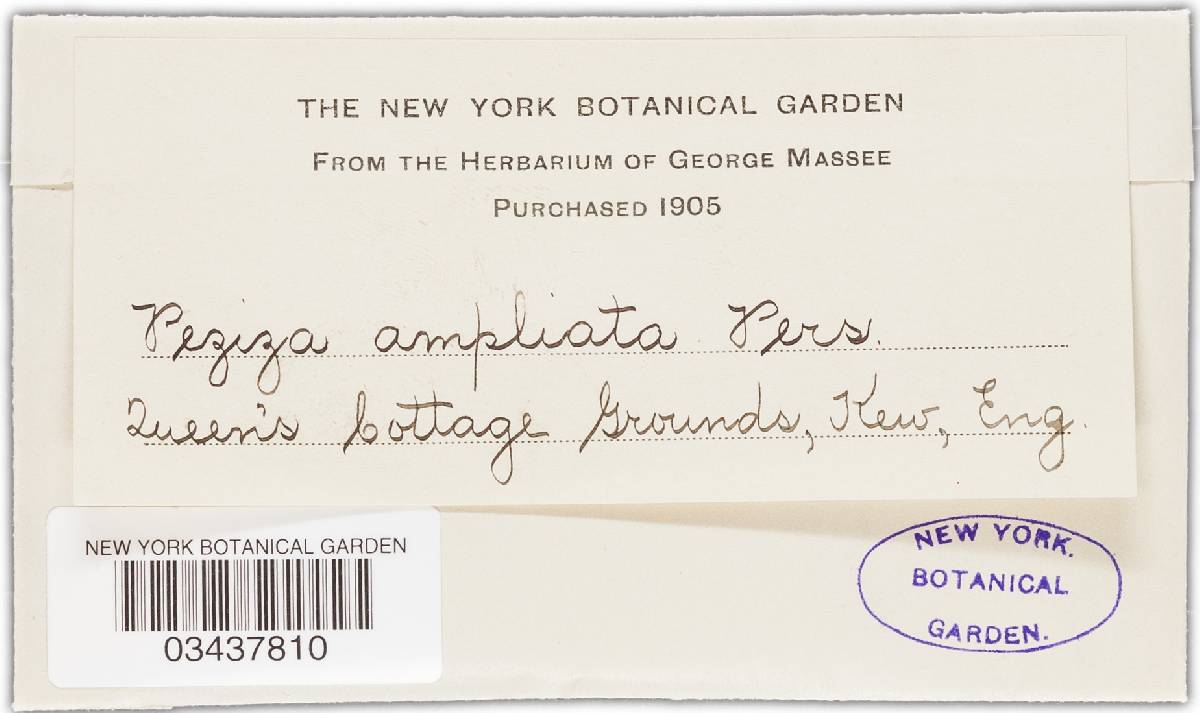 THE NEW YORK BOTANICAL GARDEN
FROM THE HERBARIUM OF GEORGE MASSEE
PURCHASED 1905
Peziza ampliata Pers.
Queen's Cottage Grounds, Kew, Eng.
NEW YORK BOTANICAL GARDEN
03437810
NEW YORK.
BOTANICAL
GARDEN.